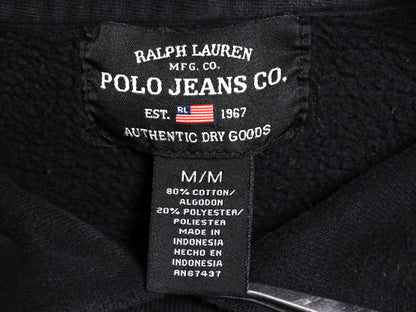 RALPH LAUREN
MFG. CO.
POLO JEANS CO.
EST. RL 1967
AUTHENTIC DRY GOODS
M/M
80% COTTON/
ALGODON
20% POLYESTER/
POLIESTER
MADE IN
INDONESIA
HECHO EN
INDONESIA
RN67437